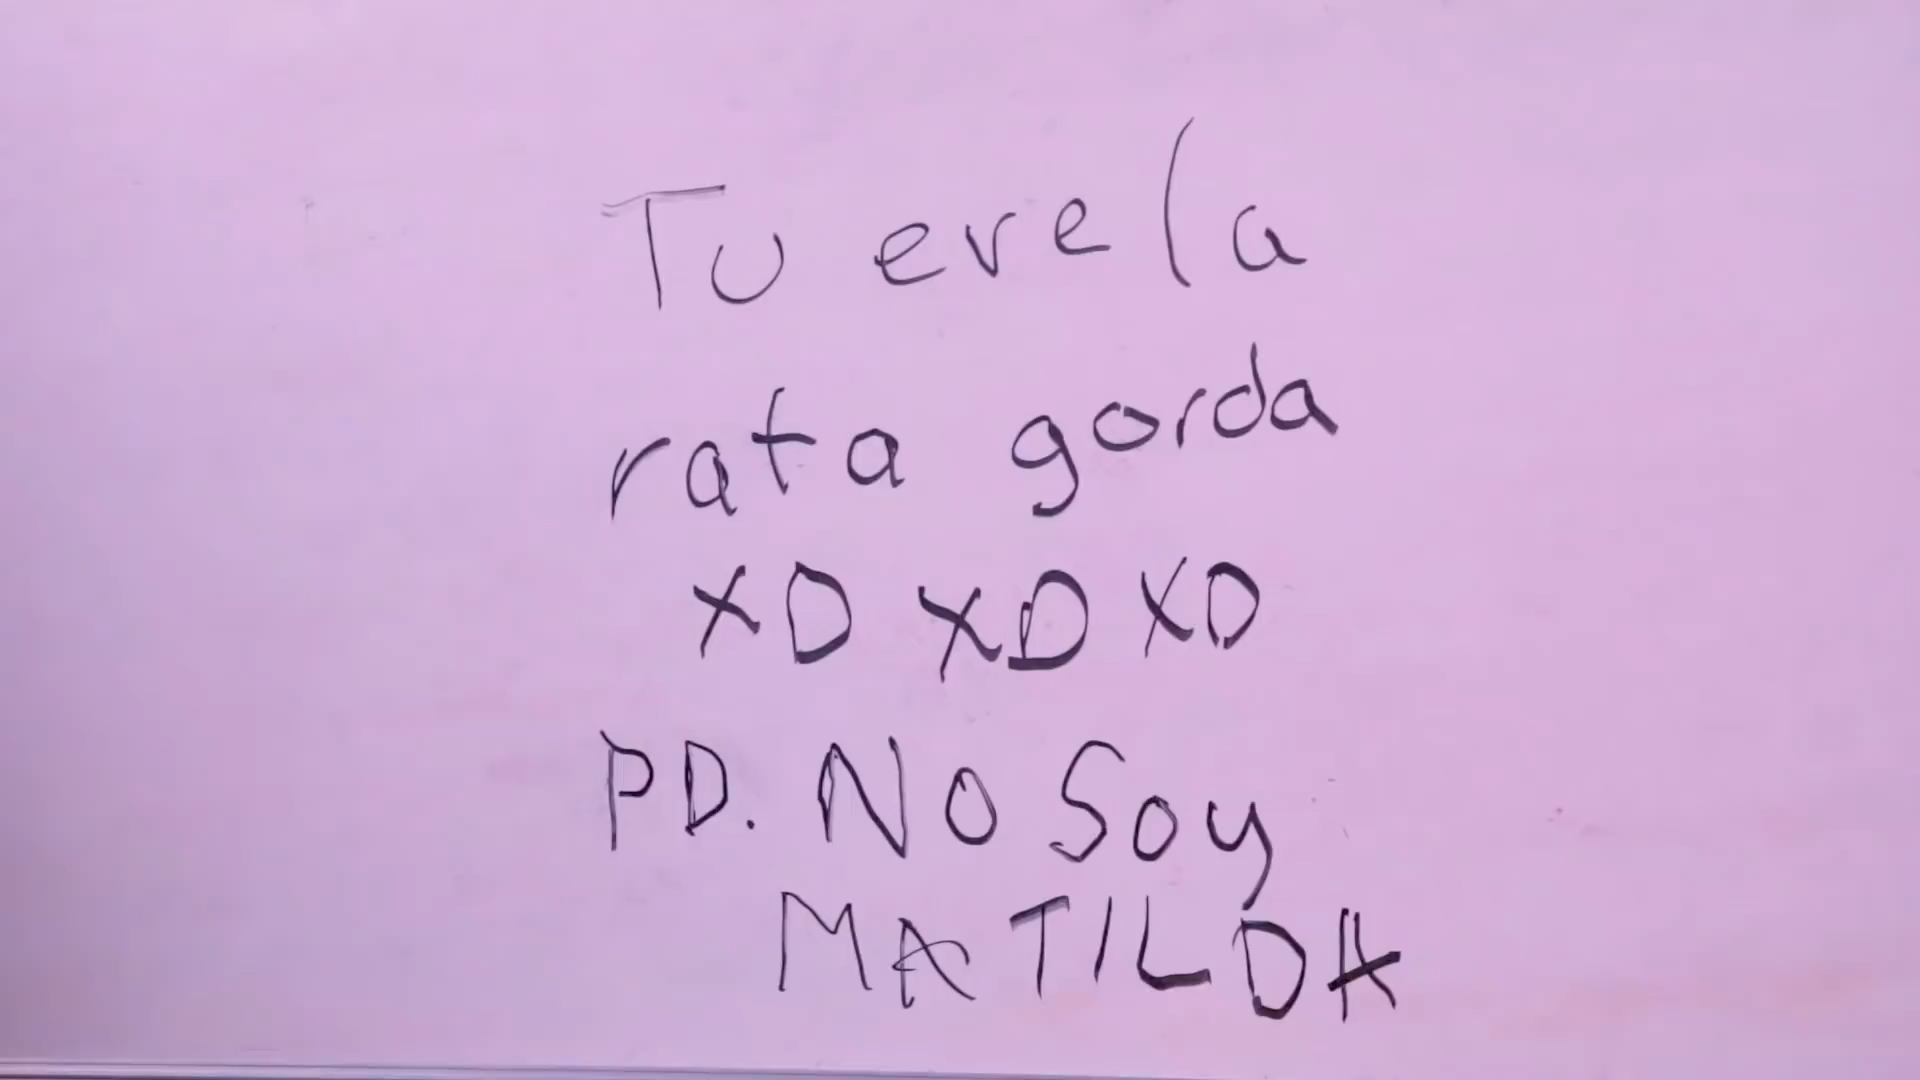 Tu ere la
rata gorda
XD XD XD
PD. No Soy
MATILDA